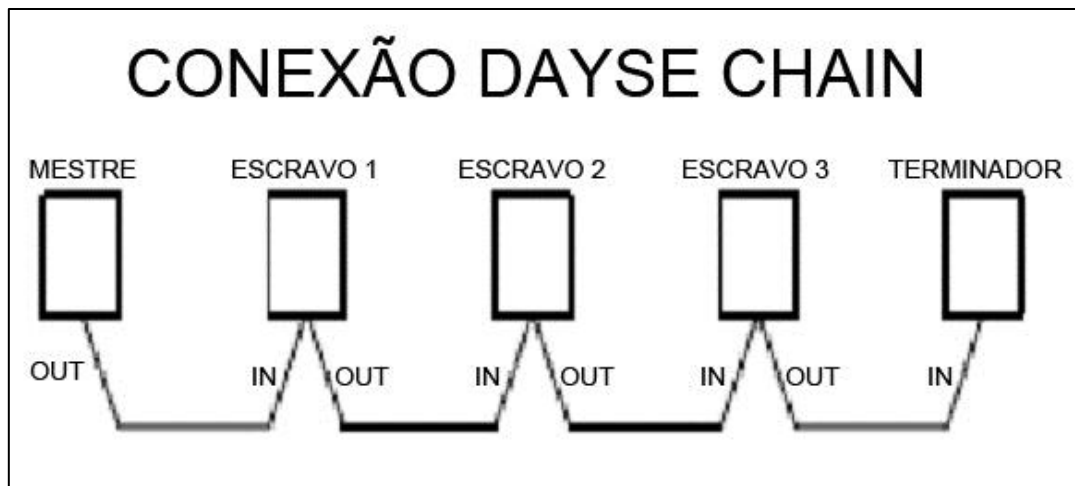 CONEXÃO DAYSE CHAIN
MESTRE ESCRAVO 1 ESCRAVO 2 ESCRAVO 3 TERMINADOR
OUT IN OUT IN OUT IN OUT IN